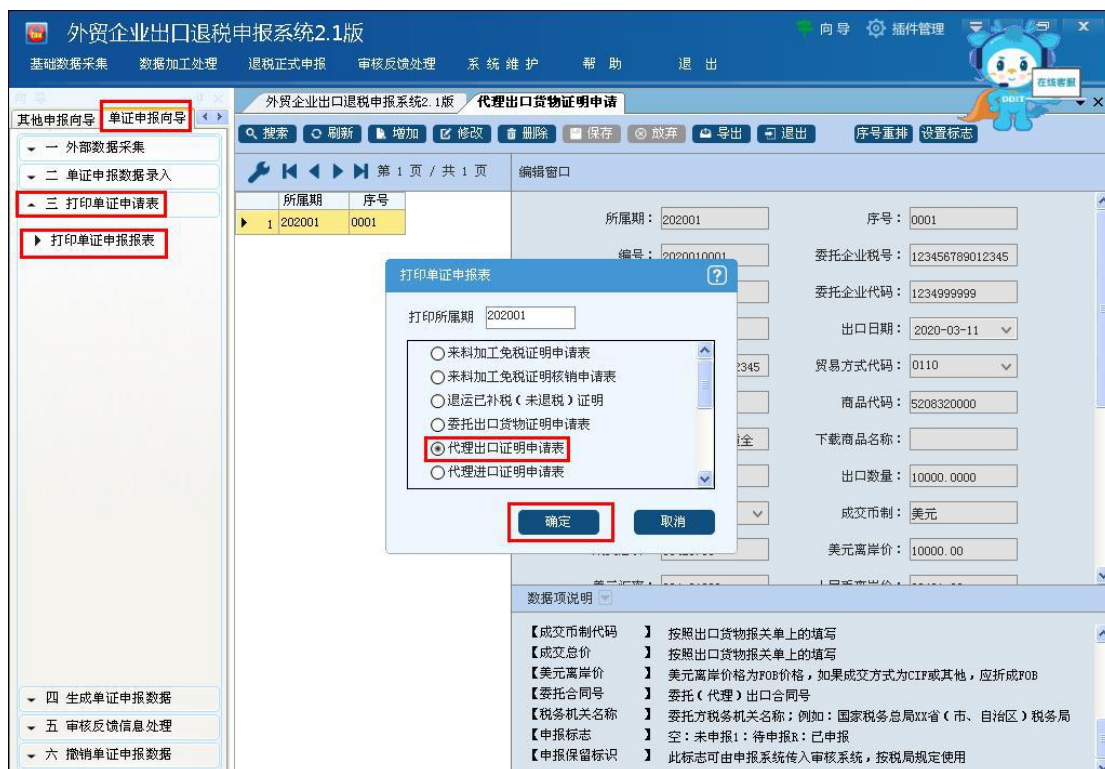 外贸企业出口退税申报系统2.1版
向导 插件管理
基础数据采集 数据加工处理 退税正式申报 审核反馈处理 系统维护 帮助 退出
在线客服
DDIT
向导
外贸企业出口退税申报系统2.1版 代理出口货物证明申请
其他申报向导 单证申报向导
搜索 刷新 增加 修改 删除 保存 放弃 导出 退出 序号重排 设置标志
一 外部数据采集
二 单证申报数据录入
三 打印单证申请表
打印单证申报报表
第 1 页 / 共 1 页 编辑窗口
所属期 序号
1 202001 0001
所属期: 202001 序号: 0001
编号: 2020010001 委托企业税号: 123456789012345
委托企业代码: 1234999999
出口日期: 2020-03-11
2345 贸易方式代码: 0110
商品代码: 5208320000
下载商品名称:
出口数量: 10000.0000
成交币制: 美元
美元离岸价: 10000.00
打印单证申报表
打印所属期 202001
来料加工免税证明申请表
来料加工免税证明核销申请表
退运已补税(未退税)证明
委托出口货物证明申请表
代理出口证明申请表
代理进口证明申请表
确定 取消
数据项说明
【成交币制代码 】 按照出口货物报关单上的填写
【成交总价 】 按照出口货物报关单上的填写
【美元离岸价 】 美元离岸价格为FOB价格,如果成交方式为CIF或其他,应折成FOB
【委托合同号 】 委托(代理)出口合同号
【税务机关名称 】 委托方税务机关名称;例如:国家税务总局XX省(市、自治区)税务局
【申报标志 】 空:未申报1:待申报R:已申报
【申报保留标识 】 此标志可由申报系统传入审核系统,按税局规定使用
四 生成单证申报数据
五 审核反馈信息处理
六 撤销单证申报数据